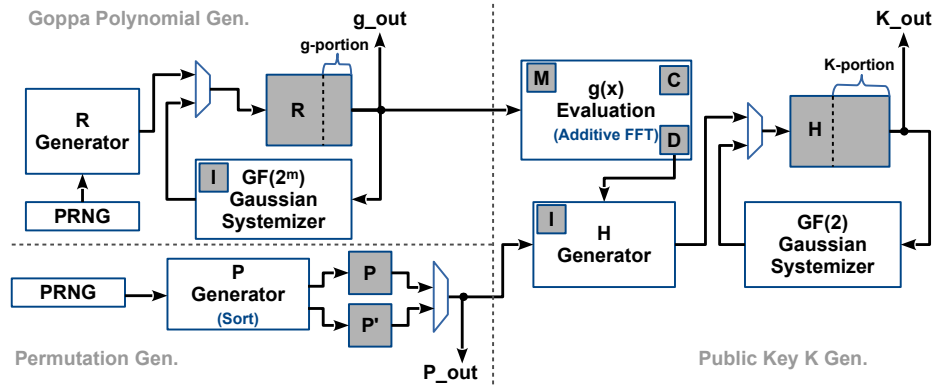 Goppa Polynomial Gen.
g_out
K_out
g-portion
K-portion
R
Generator
PRNG
R
I
GF(2^m)
Gaussian
Systemizer
M
C
g(x)
Evaluation
(Additive FFT)
D
I
H
Generator
H
GF(2)
Gaussian
Systemizer
PRNG
P
Generator
(Sort)
P
P'
P_out
Permutation Gen.
Public Key K Gen.